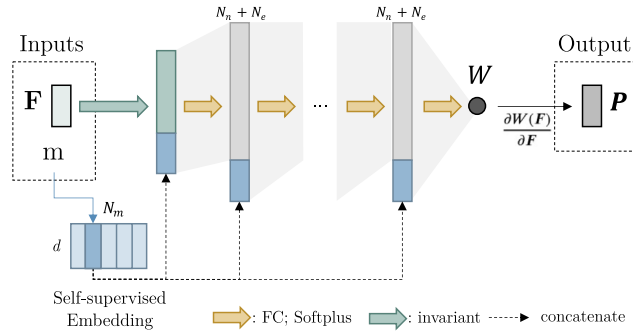 Inputs
F
m
N_m
d
Self-supervised
Embedding
N_n + N_e
...
N_n + N_e
W
∂W(F)
∂F
Output
P
: FC; Softplus
: invariant
concatenate